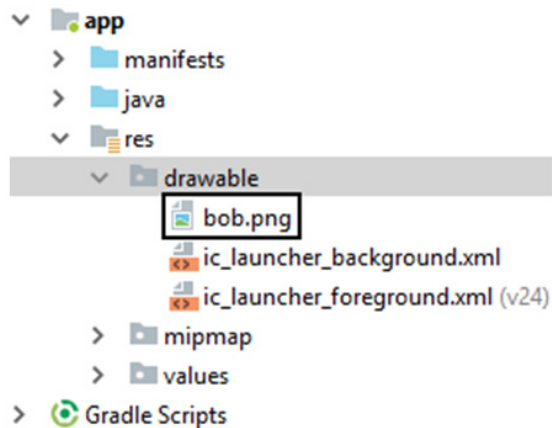 app
manifests
java
res
drawable
bob.png
ic_launcher_background.xml
ic_launcher_foreground.xml (v24)
mipmap
values
Gradle Scripts